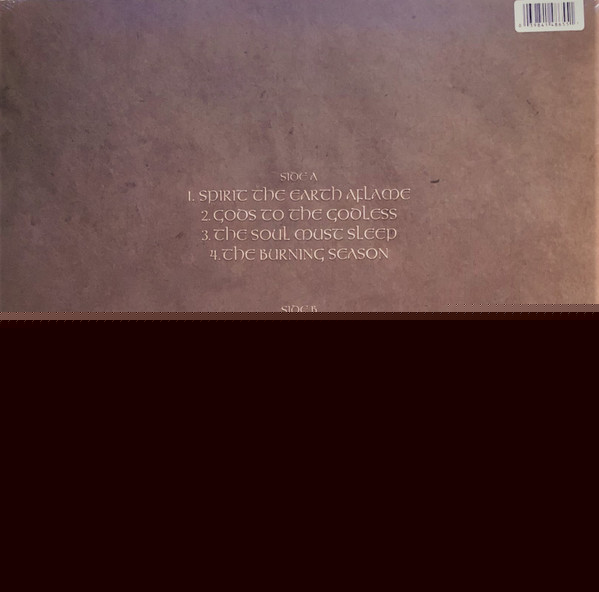 SIDE A
1. SPIRIT THE EARTH AFLAME
2. GODS TO THE GODLESS
3. THE SOUL MUST SLEEP
4. THE BURNING SEASON
SIDE B